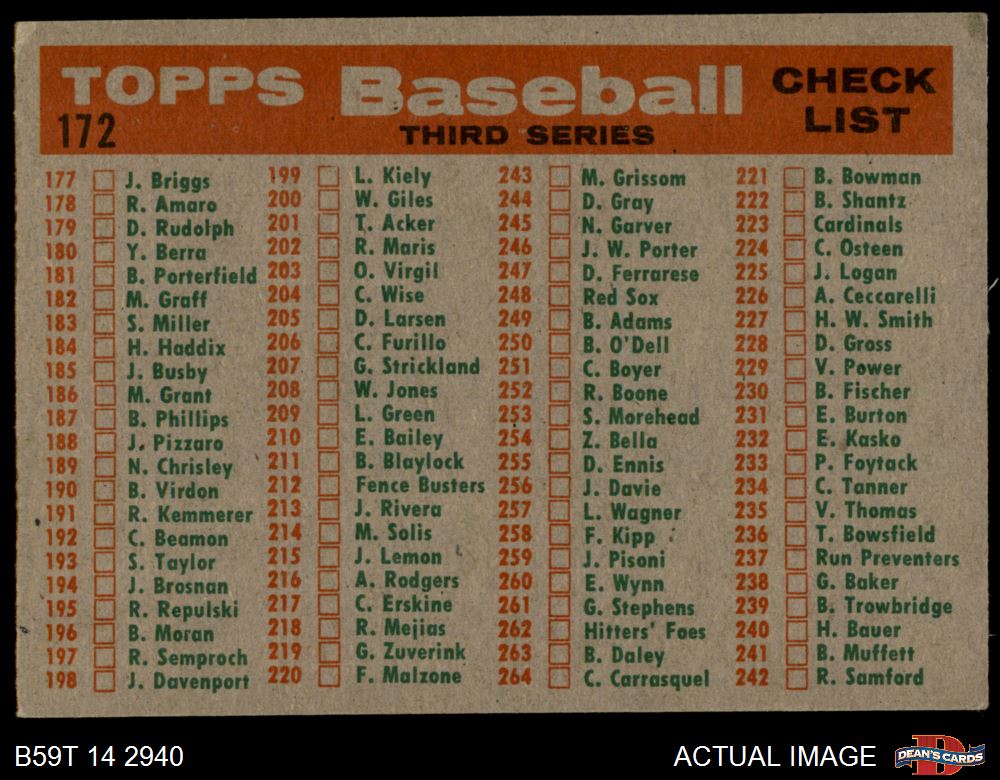 TOPPS Baseball CHECK LIST
172 THIRD SERIES
177 J. Briggs
178 R. Amaro
179 D. Rudolph
180 Y. Berra
181 B. Porterfield
182 M. Graff
183 S. Miller
184 H. Haddix
185 J. Busby
186 M. Grant
187 B. Phillips
188 J. Pizzaro
189 N. Chrisley
190 B. Virdon
191 R. Kemmerer
192 C. Beamon
193 S. Taylor
194 J. Brosnan
195 R. Repulski
196 B. Moran
197 R. Semproch
198 J. Davenport
199 L. Kiely
200 W. Giles
201 T. Acker
202 R. Maris
203 O. Virgil
204 C. Wise
205 D. Larsen
206 C. Furillo
207 G. Strickland
208 W. Jones
209 L. Green
210 E. Bailey
211 B. Blaylock
212 Fence Busters
213 J. Rivera
214 M. Solis
215 J. Lemon
216 A. Rodgers
217 C. Erskine
218 R. Mejias
219 G. Zuverink
220 F. Malzone
243 M. Grissom
244 D. Gray
245 N. Garver
246 J. W. Porter
247 D. Ferrarese
248 Red Sox
249 B. Adams
250 B. O'Dell
251 C. Boyer
252 R. Boone
253 S. Morehead
254 Z. Bella
255 D. Ennis
256 J. Davie
257 L. Wagner
258 F. Kipp
259 J. Pisoni
260 E. Wynn
261 G. Stephens
262 Hitters' Foes
263 B. Daley
264 C. Carrasquel
221 B. Bowman
222 B. Shantz
223 Cardinals
224 C. Osteen
225 J. Logan
226 A. Ceccarelli
227 H. W. Smith
228 D. Gross
229 V. Power
230 B. Fischer
231 E. Burton
232 E. Kasko
233 P. Foytack
234 C. Tanner
235 V. Thomas
236 T. Bowsfield
237 Run Preventers
238 G. Baker
239 B. Trowbridge
240 H. Bauer
241 B. Muffett
242 R. Samford
B59T 14 2940
ACTUAL IMAGE
DEAN'S CARDS